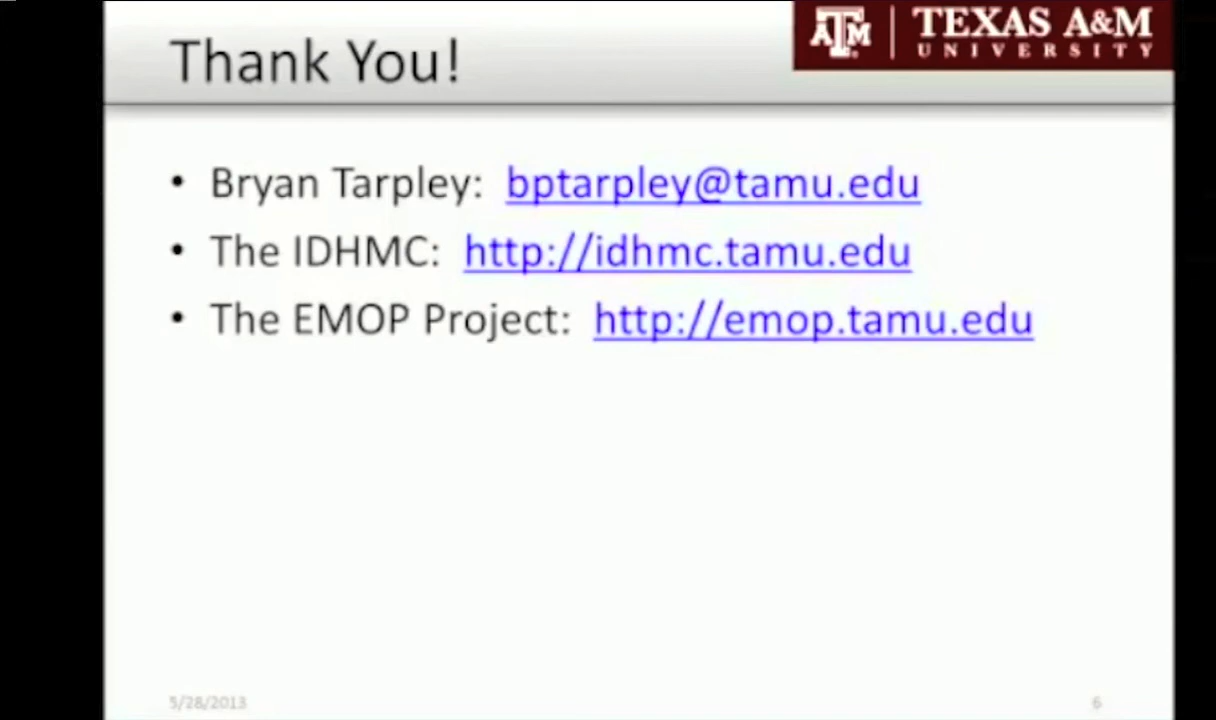 Thank You!
ATM | TEXAS A&M
UNIVERSITY
• Bryan Tarpley: bptarpley@tamu.edu
• The IDHMC: http://idhmc.tamu.edu
• The EMOP Project: http://emop.tamu.edu
5/28/2013
6